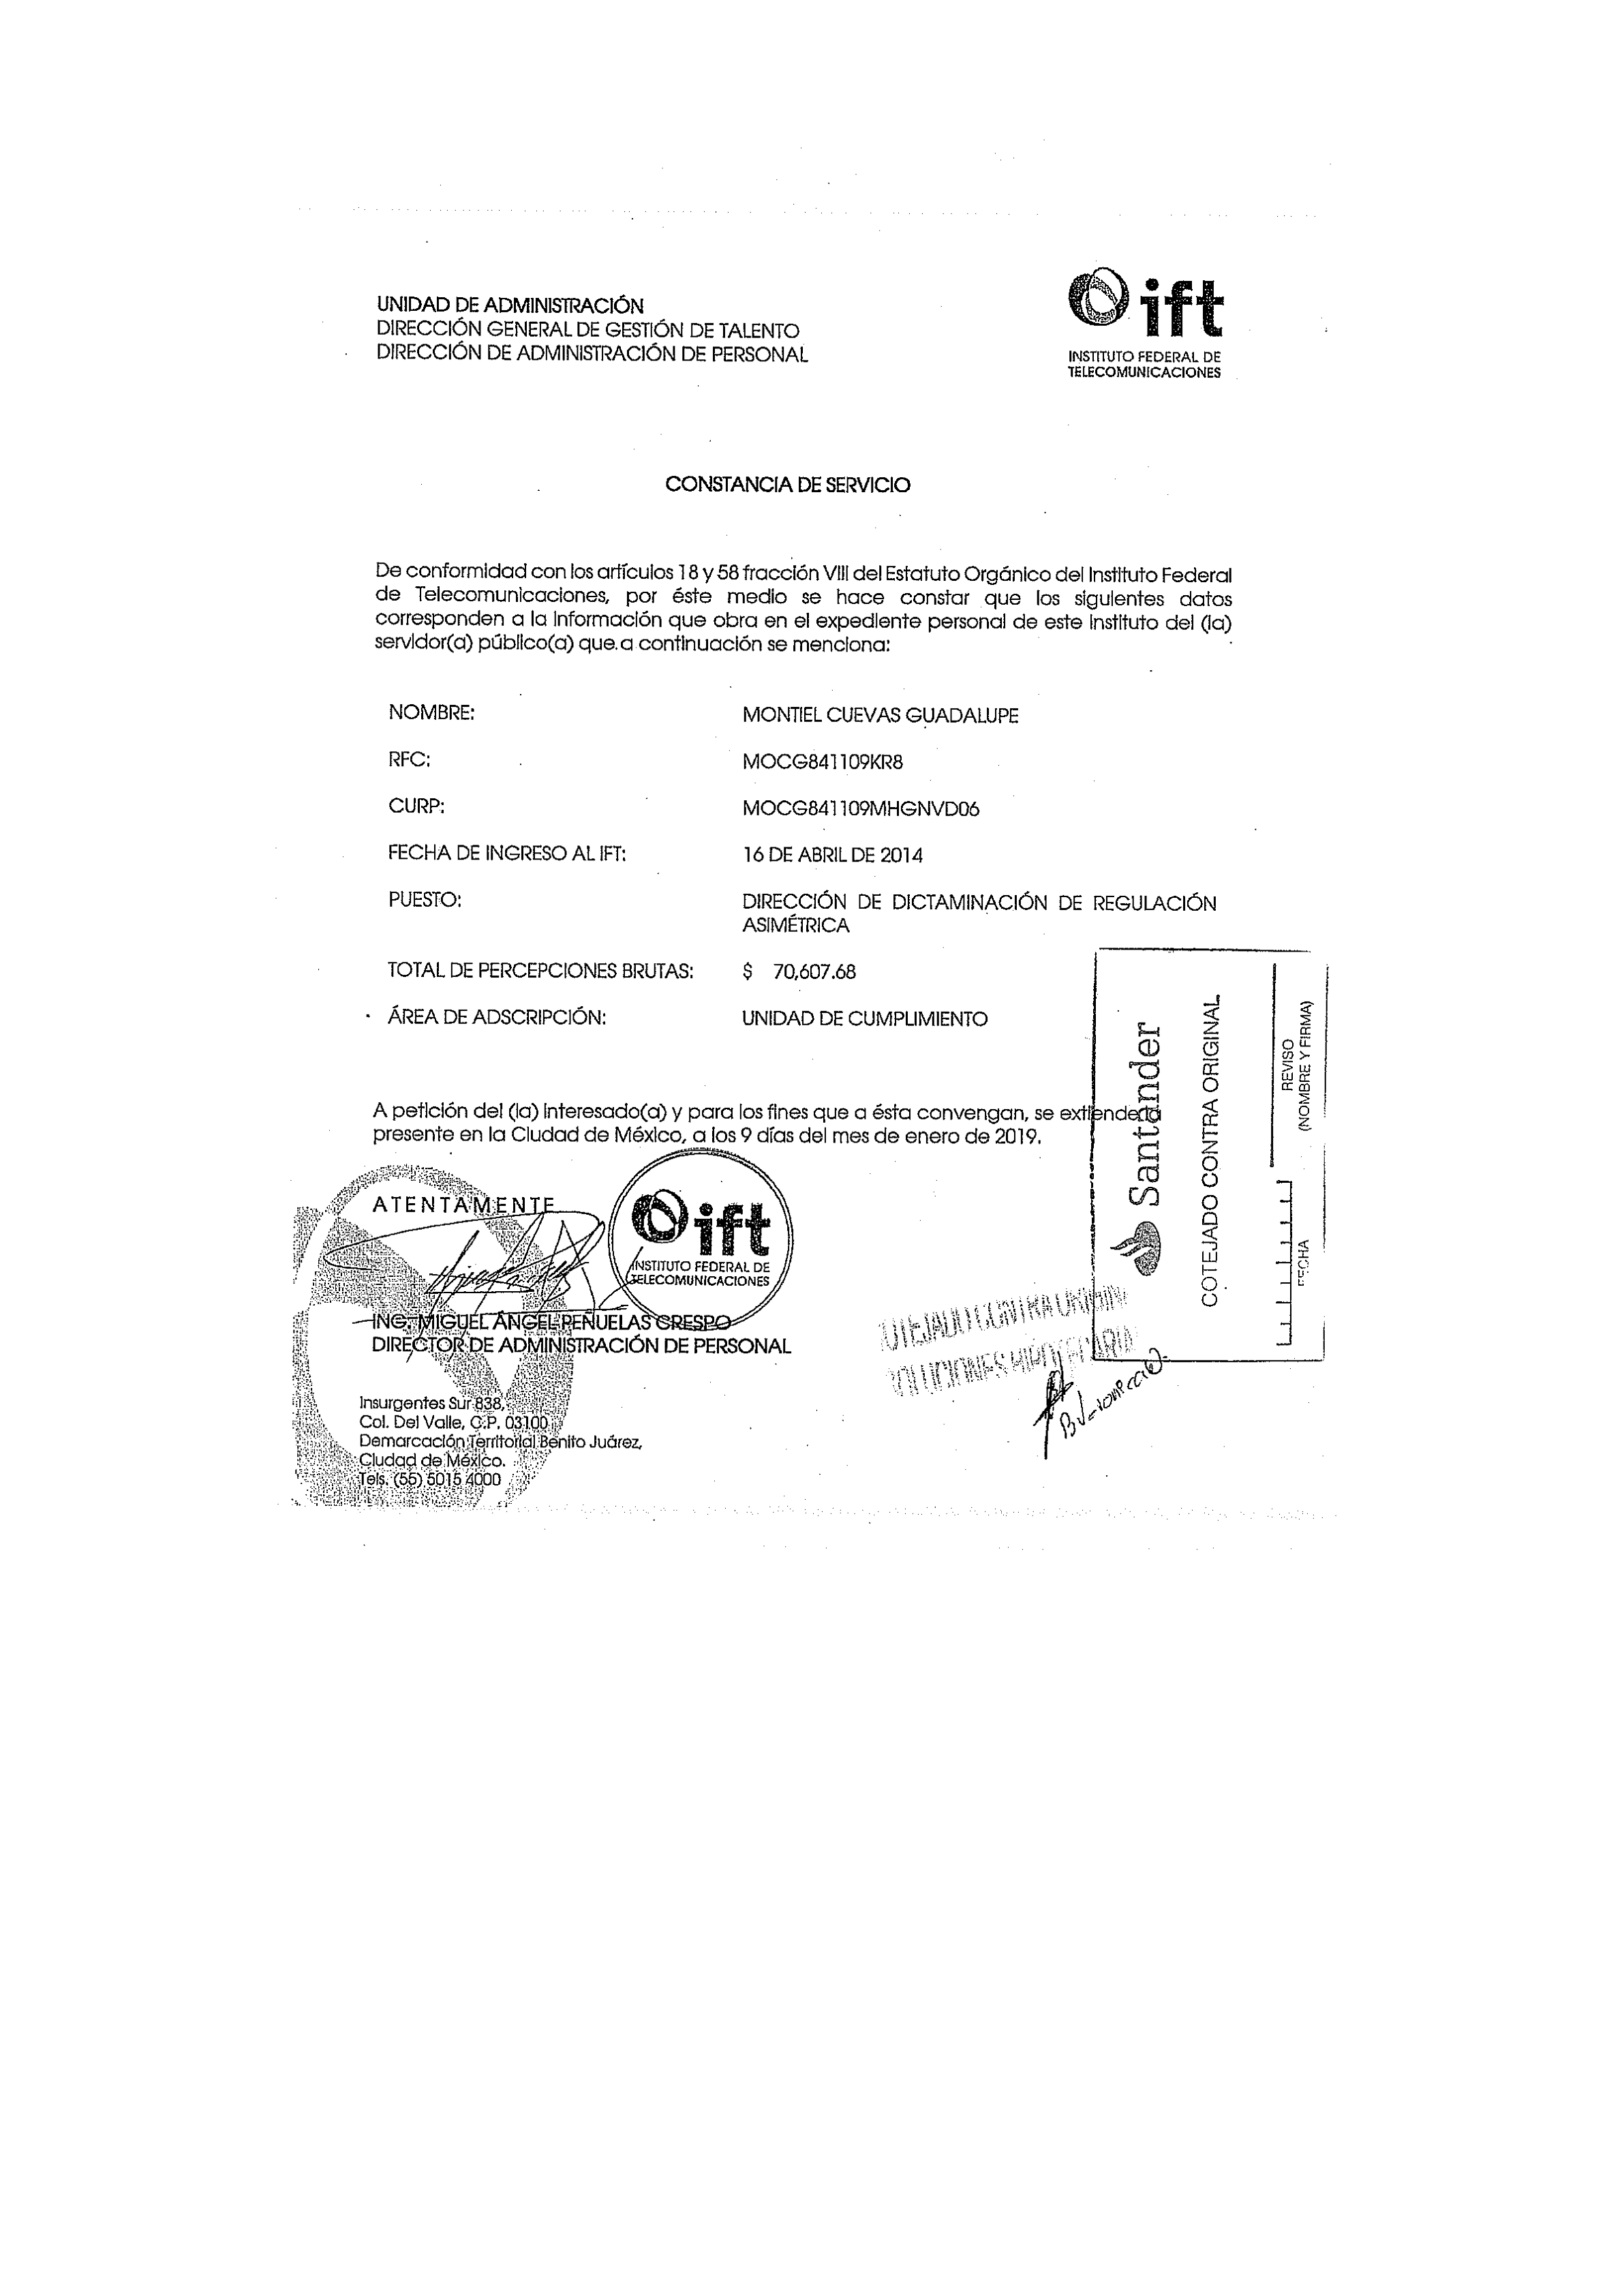 UNIDAD DE ADMINISTRACIÓN
DIRECCIÓN GENERAL DE GESTIÓN DE TALENTO
DIRECCIÓN DE ADMINISTRACIÓN DE PERSONAL
ift
INSTITUTO FEDERAL DE
TELECOMUNICACIONES
CONSTANCIA DE SERVICIO
De conformidad con los artículos 18 y 58 fracción VIII del Estatuto Orgánico del Instituto Federal
de Telecomunicaciones, por éste medio se hace constar que los siguientes datos
corresponden a la información que obra en el expediente personal de este Instituto del (la)
servidor(a) público(a) que a continuación se menciona:
NOMBRE: MONTIEL CUEVAS GUADALUPE
RFC: MOCG841109KR8
CURP: MOCG841109MHGNVD06
FECHA DE INGRESO AL IFT: 16 DE ABRIL DE 2014
PUESTO: DIRECCIÓN DE DICTAMINACIÓN DE REGULACIÓN
ASIMÉTRICA
TOTAL DE PERCEPCIONES BRUTAS: $ 70,607.68
ÁREA DE ADSCRIPCIÓN: UNIDAD DE CUMPLIMIENTO
A petición del (la) interesado(a) y para los fines que a ésta convengan, se extiende la
presente en la Ciudad de México, a los 9 días del mes de enero de 2019.
ATENTAMENTE
ift
INSTITUTO FEDERAL DE
TELECOMUNICACIONES
ING. MIGUEL ÁNGEL PEÑUELAS CRESPO
DIRECTOR DE ADMINISTRACIÓN DE PERSONAL
Insurgentes Sur 838,
Col. Del Valle, C.P. 03100
Demarcación Territorial Benito Juárez,
Ciudad de México.
Tels. (55) 5015 4000
Santander
COTEJADO CONTRA ORIGINAL
REVISO
(NOMBRE Y FIRMA)
FECHA
COTEJADO CONTRA
SOLUCIONES HIPOTECARIA